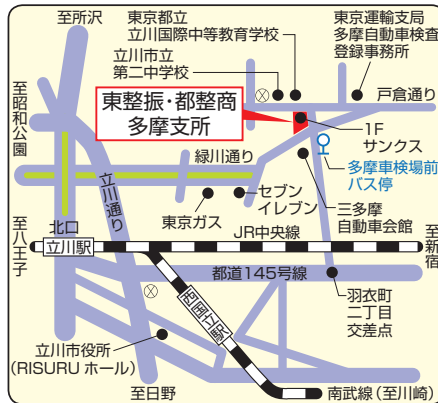 至所沢
東京都立
立川国際中等教育学校
東京運輸支局
多摩自動車検査
登録事務所
立川市立
第二中学校
戸倉通り
至昭和公園
東整振・都整商
多摩支所
1F
サンクス
緑川通り
多摩車検場前
バス停
立川通り
セブン
イレブン
東京ガス
三多摩
自動車会館
至八王子
北口
立川駅
JR中央線
至新宿
都道145号線
西国立駅
羽衣町
二丁目
交差点
立川市役所
(RISURUホール)
至日野
南武線(至川崎)